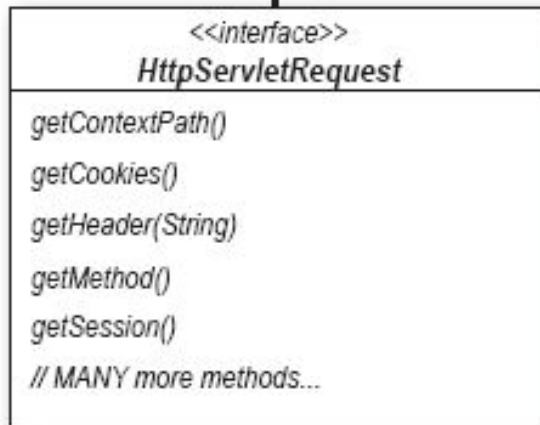 <<interface>>
HttpServletRequest
getContextPath()
getCookies()
getHeader(String)
getMethod()
getSession()
// MANY more methods...